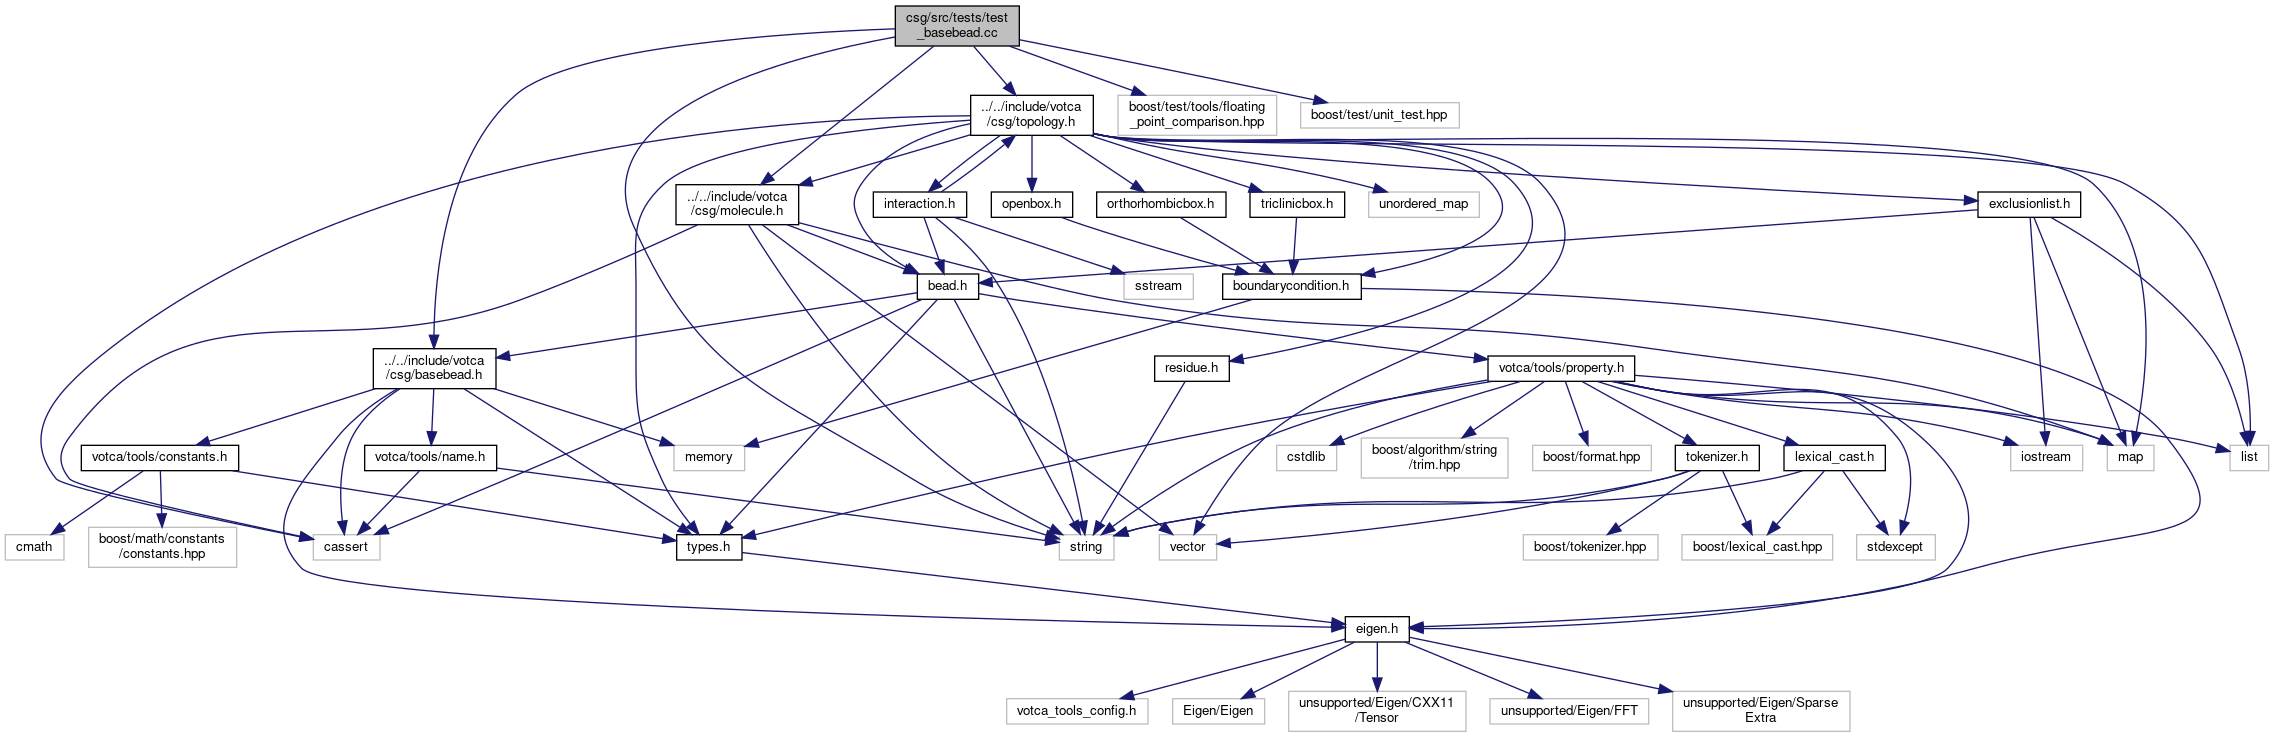 csg/src/tests/test
_basebead.cc
../../include/votca
/csg/topology.h
boost/test/tools/floating
_point_comparison.hpp
boost/test/unit_test.hpp
../../include/votca
/csg/molecule.h
interaction.h
openbox.h
orthorhombicbox.h
triclinicbox.h
unordered_map
exclusionlist.h
bead.h
sstream
boundarycondition.h
../../include/votca
/csg/basebead.h
residue.h
votca/tools/property.h
votca/tools/constants.h
votca/tools/name.h
memory
cstdlib
boost/algorithm/string
/trim.hpp
boost/format.hpp
tokenizer.h
lexical_cast.h
iostream
map
list
cmath
boost/math/constants
/constants.hpp
cassert
types.h
string
vector
boost/tokenizer.hpp
boost/lexical_cast.hpp
stdexcept
eigen.h
votca_tools_config.h
Eigen/Eigen
unsupported/Eigen/CXX11
/Tensor
unsupported/Eigen/FFT
unsupported/Eigen/Sparse
Extra